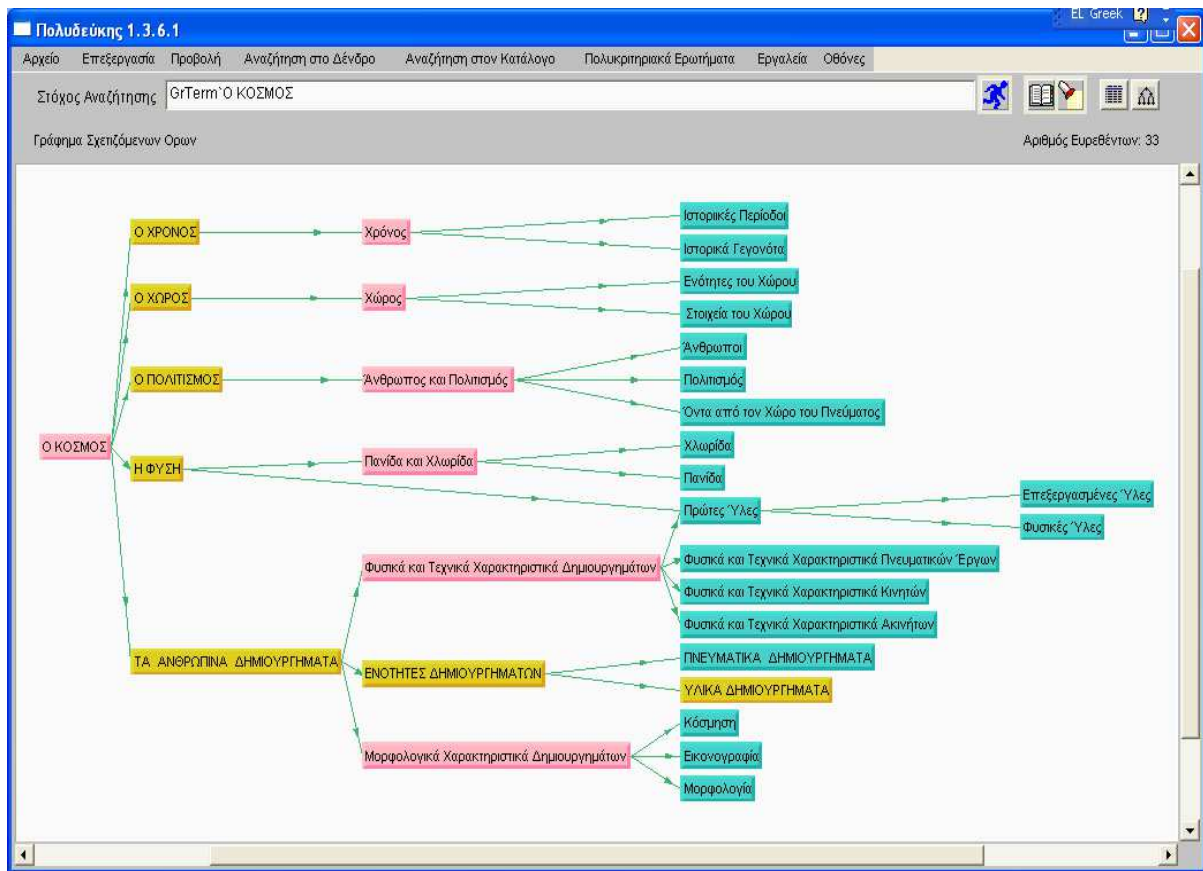 EL Greek
Πολυδεύκης 1.3.6.1
Αρχείο Επεξεργασία Προβολή Αναζήτηση στο Δένδρο Αναζήτηση στον Κατάλογο Πολυκριτηριακά Ερωτήματα Εργαλεία Οθόνες
Στόχος Αναζήτησης GrTerm`Ο ΚΟΣΜΟΣ
Γράφημα Σχετιζόμενων Ορων Αριθμός Ευρεθέντων: 33
Ο ΚΟΣΜΟΣ
Ο ΧΡΟΝΟΣ
Χρόνος
Ιστοριικές Περίοδοι
Ιστορικά Γεγονότα
Ο ΧΩΡΟΣ
Χώρος
Ενότητες του Χώρου
Στοιχεία του Χώρου
Ο ΠΟΛΙΤΙΣΜΟΣ
Άνθρωπος και Πολιτισμός
Άνθρωποι
Πολιτισμός
Όντα από τον Χώρο του Πνεύματος
Η ΦΥΣΗ
Πανίδα και Χλωρίδα
Χλωρίδα
Πανίδα
Πρώτες Ύλες
Επεξεργασμένες Ύλες
Φυσικές Ύλες
ΤΑ ΑΝΘΡΩΠΙΝΑ ΔΗΜΙΟΥΡΓΗΜΑΤΑ
Φυσικά και Τεχνικά Χαρακτηριστικά Δημιουργημάτων
Φυσικά και Τεχνικά Χαρακτηριστικά Πνευματικών Έργων
Φυσικά και Τεχνικά Χαρακτηριστικά Κινητών
Φυσικά και Τεχνικά Χαρακτηριστικά Ακινήτων
ΕΝΟΤΗΤΕΣ ΔΗΜΙΟΥΡΓΗΜΑΤΩΝ
ΠΝΕΥΜΑΤΙΚΑ ΔΗΜΙΟΥΡΓΗΜΑΤΑ
ΥΛΙΚΑ ΔΗΜΙΟΥΡΓΗΜΑΤΑ
Μορφολογικά Χαρακτηριστικά Δημιουργημάτων
Κόσμηση
Εικονογραφία
Μορφολογία